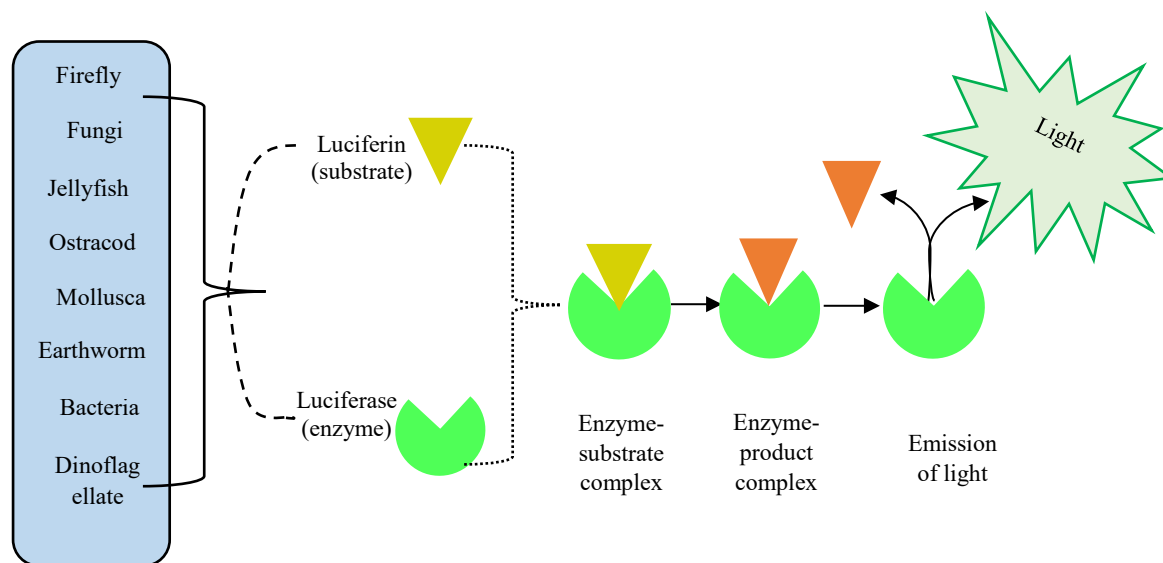 Firefly
Fungi
Jellyfish
Ostracod
Mollusca
Earthworm
Bacteria
Dinoflag
ellate
Luciferin
(substrate)
Luciferase
(enzyme)
Enzyme-
substrate
complex
Enzyme-
product
complex
Emission
of light
Light